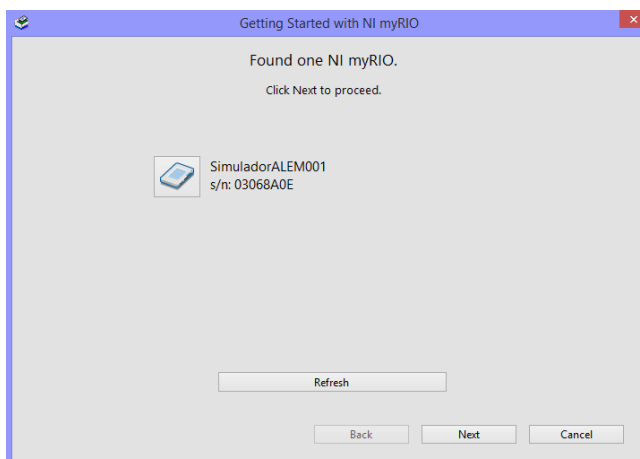 Getting Started with NI myRIO
Found one NI myRIO.
Click Next to proceed.
SimuladorALEM001
s/n: 03068A0E
Refresh
Back Next Cancel